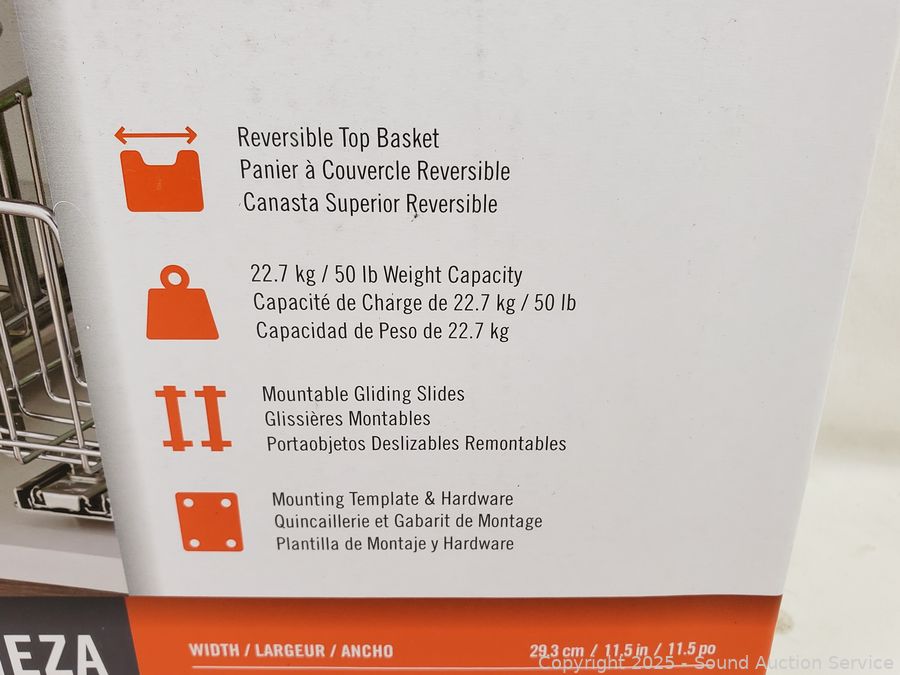 Reversible Top Basket
Panier à Couvercle Reversible
Canasta Superior Reversible
22.7 kg / 50 lb Weight Capacity
Capacité de Charge de 22.7 kg / 50 lb
Capacidad de Peso de 22.7 kg
Mountable Gliding Slides
Glissières Montables
Portaobjetos Deslizables Remontables
Mounting Template & Hardware
Quincaillerie et Gabarit de Montage
Plantilla de Montaje y Hardware
IEZA
WIDTH / LARGEUR / ANCHO 29.3 cm / 11.5 in / 11.5 po
Copyright 2025 - Sound Auction Service